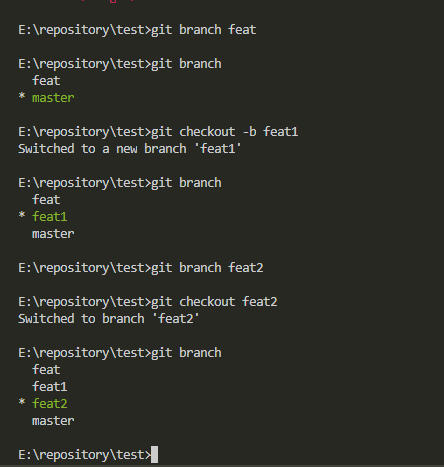 E:\repository\test>git branch feat
E:\repository\test>git branch
  feat
* master
E:\repository\test>git checkout -b feat1
Switched to a new branch 'feat1'
E:\repository\test>git branch
  feat
* feat1
  master
E:\repository\test>git branch feat2
E:\repository\test>git checkout feat2
Switched to branch 'feat2'
E:\repository\test>git branch
  feat
  feat1
* feat2
  master
E:\repository\test>